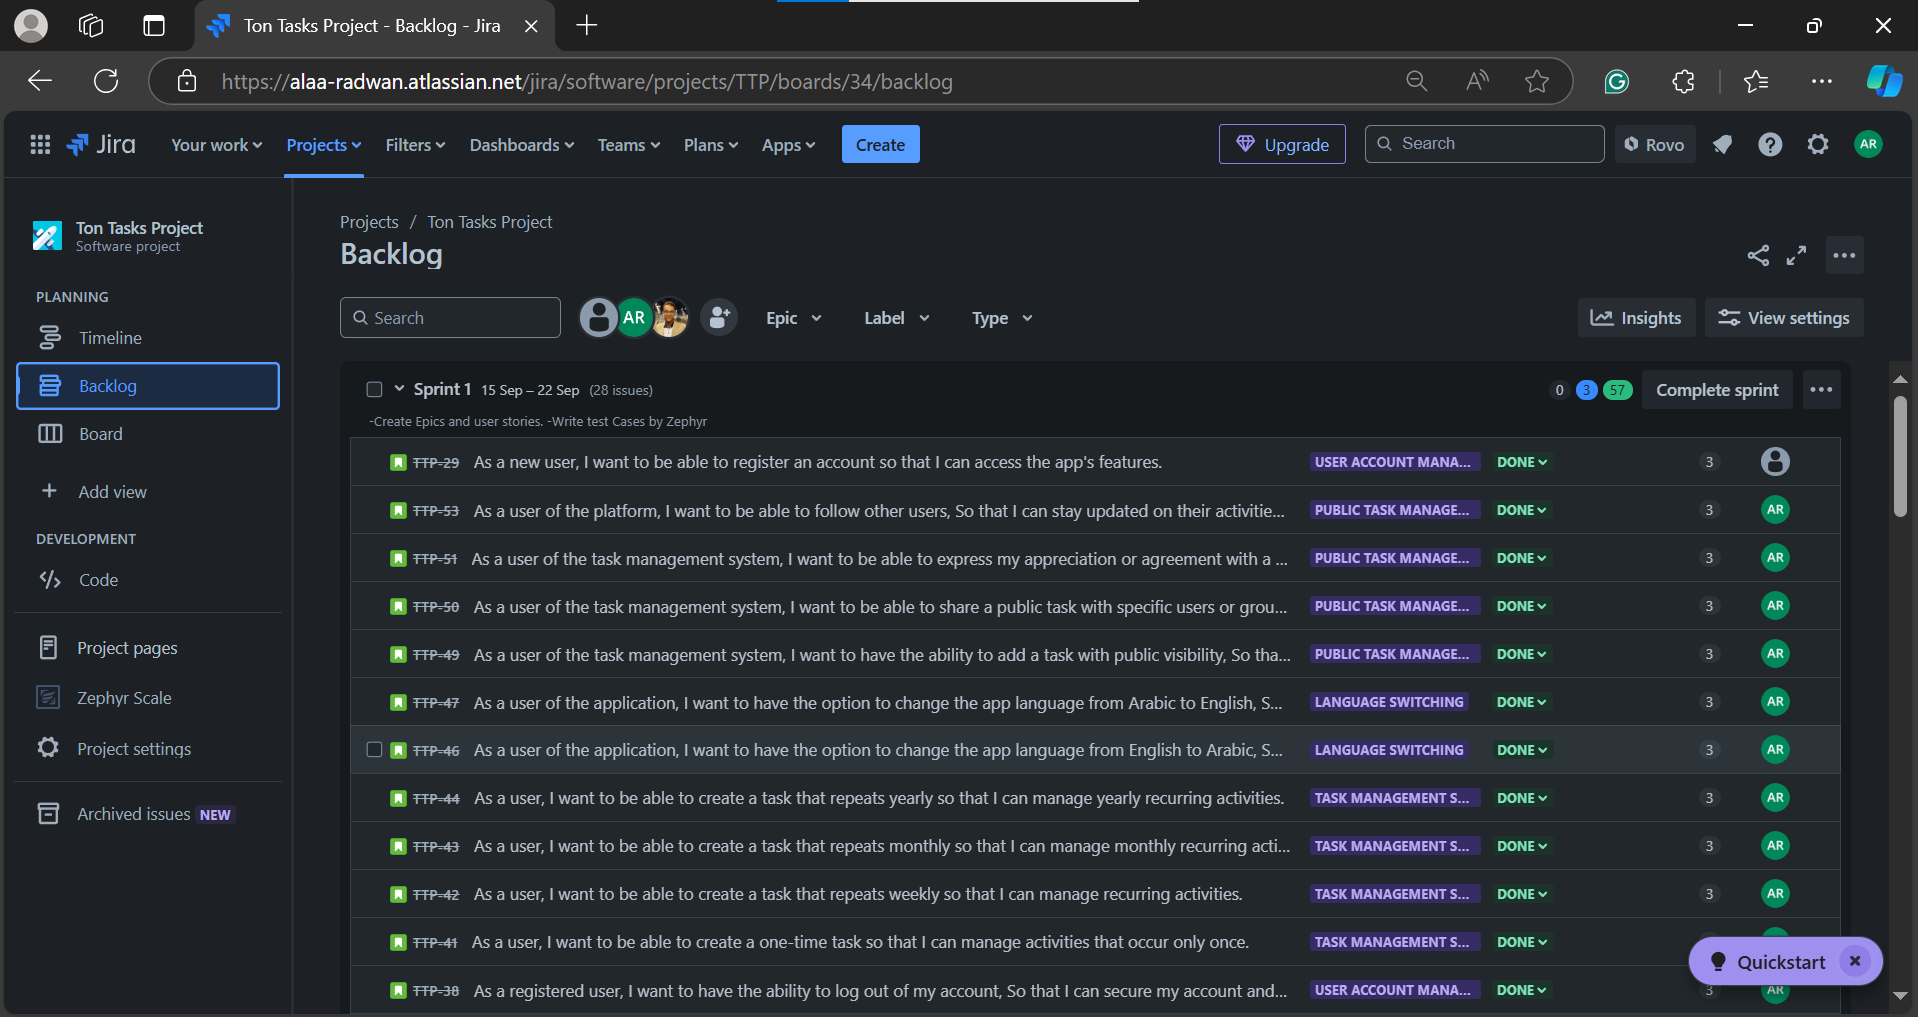 Ton Tasks Project - Backlog - Jira
https://alaa-radwan.atlassian.net/jira/software/projects/TTP/boards/34/backlog
Jira Your work Projects Filters Dashboards Teams Plans Apps Create Upgrade Search Rovo AR
Ton Tasks Project
Software project
PLANNING
Timeline
Backlog
Board
Add view
DEVELOPMENT
Code
Project pages
Zephyr Scale
Project settings
Archived issues NEW
Projects / Ton Tasks Project
Backlog
Search AR Epic Label Type Insights View settings
Sprint 1 15 Sep – 22 Sep (28 issues) 0 3 57 Complete sprint
-Create Epics and user stories. -Write test Cases by Zephyr
TTP-29 As a new user, I want to be able to register an account so that I can access the app's features. USER ACCOUNT MANA... DONE 3
TTP-53 As a user of the platform, I want to be able to follow other users, So that I can stay updated on their activitie... PUBLIC TASK MANAGE... DONE 3 AR
TTP-51 As a user of the task management system, I want to be able to express my appreciation or agreement with a ... PUBLIC TASK MANAGE... DONE 3 AR
TTP-50 As a user of the task management system, I want to be able to share a public task with specific users or grou... PUBLIC TASK MANAGE... DONE 3 AR
TTP-49 As a user of the task management system, I want to have the ability to add a task with public visibility, So tha... PUBLIC TASK MANAGE... DONE 3 AR
TTP-47 As a user of the application, I want to have the option to change the app language from Arabic to English, S... LANGUAGE SWITCHING DONE 3 AR
TTP-46 As a user of the application, I want to have the option to change the app language from English to Arabic, S... LANGUAGE SWITCHING DONE 3 AR
TTP-44 As a user, I want to be able to create a task that repeats yearly so that I can manage yearly recurring activities. TASK MANAGEMENT S... DONE 3 AR
TTP-43 As a user, I want to be able to create a task that repeats monthly so that I can manage monthly recurring acti... TASK MANAGEMENT S... DONE 3 AR
TTP-42 As a user, I want to be able to create a task that repeats weekly so that I can manage recurring activities. TASK MANAGEMENT S... DONE 3 AR
TTP-41 As a user, I want to be able to create a one-time task so that I can manage activities that occur only once. TASK MANAGEMENT S... DONE
Quickstart
TTP-38 As a registered user, I want to have the ability to log out of my account, So that I can secure my account and... USER ACCOUNT MANA... DONE 3 AR